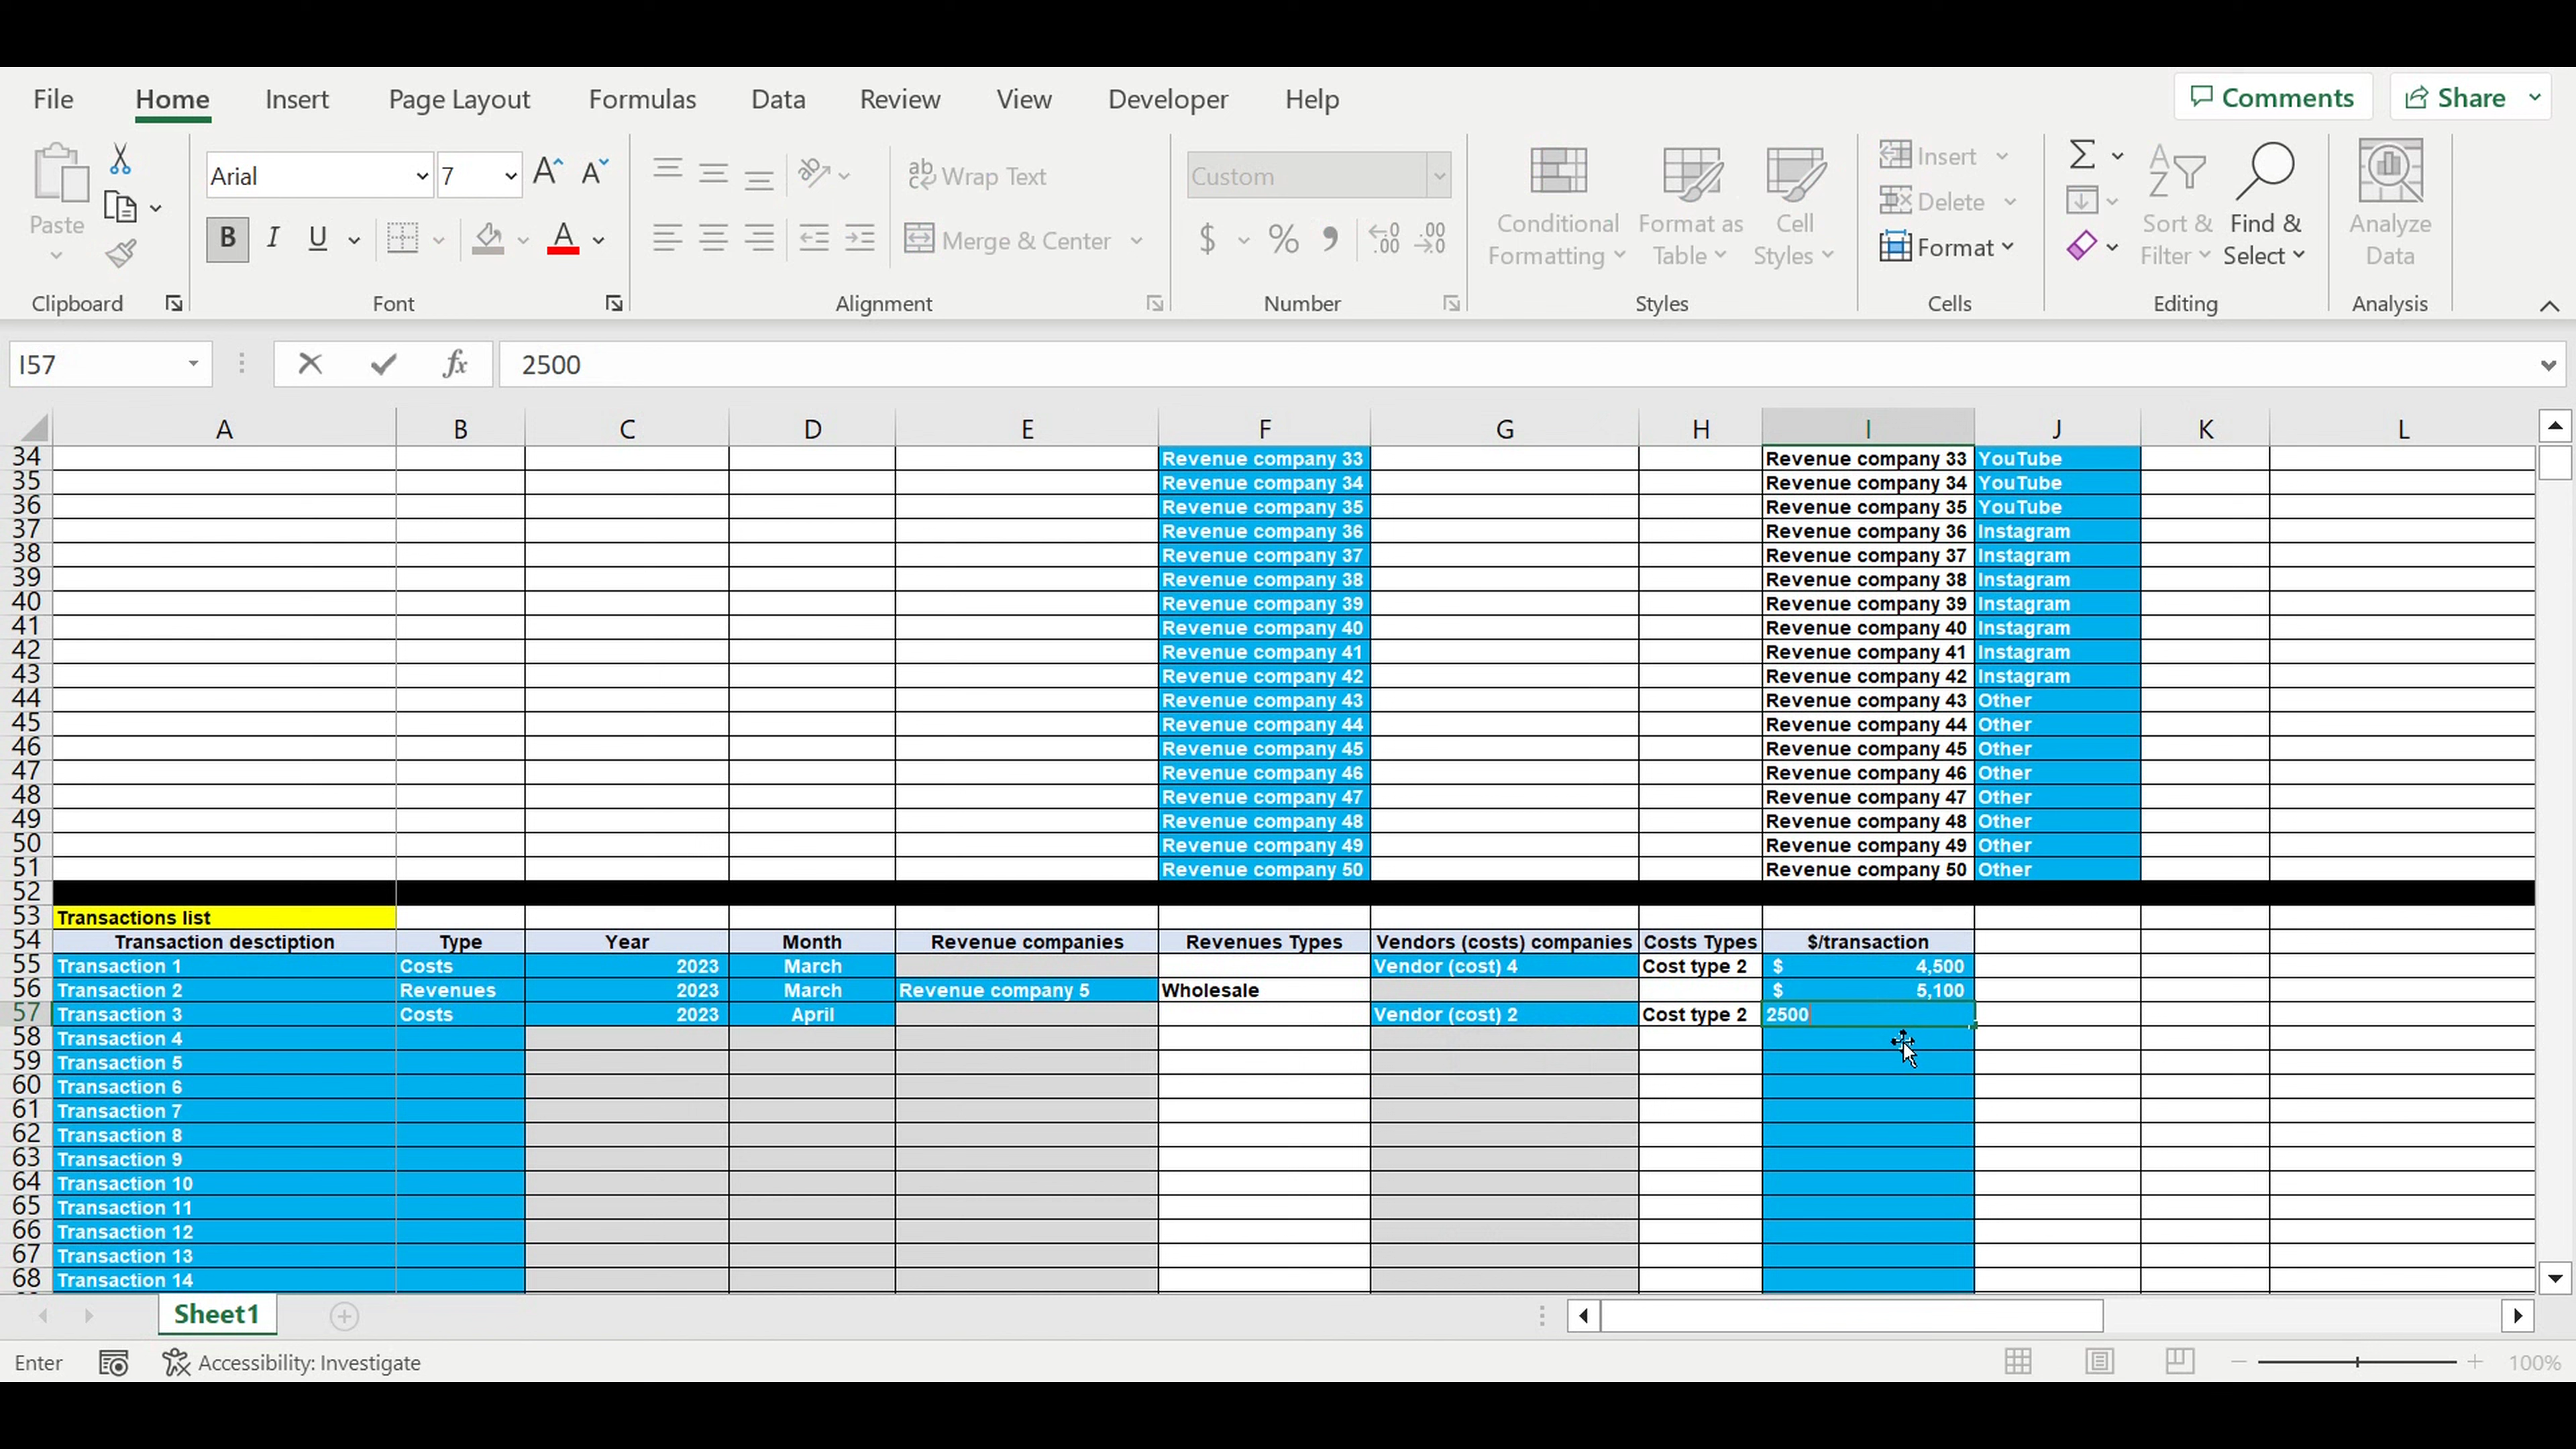 File Home Insert Page Layout Formulas Data Review View Developer Help Comments Share
Arial 7 ab Wrap Text Custom Insert
Paste Conditional Format as Cell Delete Sort & Find & Analyze
B I U A Merge & Center $ % Formatting Table Styles Format Filter Select Data
Clipboard Font Alignment Number Styles Cells Editing Analysis
I57 fx 2500
A B C D E F G H I J K L
34 Revenue company 33 Revenue company 33 YouTube
35 Revenue company 34 Revenue company 34 YouTube
36 Revenue company 35 Revenue company 35 YouTube
37 Revenue company 36 Revenue company 36 Instagram
38 Revenue company 37 Revenue company 37 Instagram
39 Revenue company 38 Revenue company 38 Instagram
40 Revenue company 39 Revenue company 39 Instagram
41 Revenue company 40 Revenue company 40 Instagram
42 Revenue company 41 Revenue company 41 Instagram
43 Revenue company 42 Revenue company 42 Instagram
44 Revenue company 43 Revenue company 43 Other
45 Revenue company 44 Revenue company 44 Other
46 Revenue company 45 Revenue company 45 Other
47 Revenue company 46 Revenue company 46 Other
48 Revenue company 47 Revenue company 47 Other
49 Revenue company 48 Revenue company 48 Other
50 Revenue company 49 Revenue company 49 Other
51 Revenue company 50 Revenue company 50 Other
52
53 Transactions list
54 Transaction desctiption Type Year Month Revenue companies Revenues Types Vendors (costs) companies Costs Types $/transaction
55 Transaction 1 Costs 2023 March Vendor (cost) 4 Cost type 2 $ 4,500
56 Transaction 2 Revenues 2023 March Revenue company 5 Wholesale $ 5,100
57 Transaction 3 Costs 2023 April Vendor (cost) 2 Cost type 2 2500
58 Transaction 4
59 Transaction 5
60 Transaction 6
61 Transaction 7
62 Transaction 8
63 Transaction 9
64 Transaction 10
65 Transaction 11
66 Transaction 12
67 Transaction 13
68 Transaction 14
Sheet1
Enter Accessibility: Investigate 100%